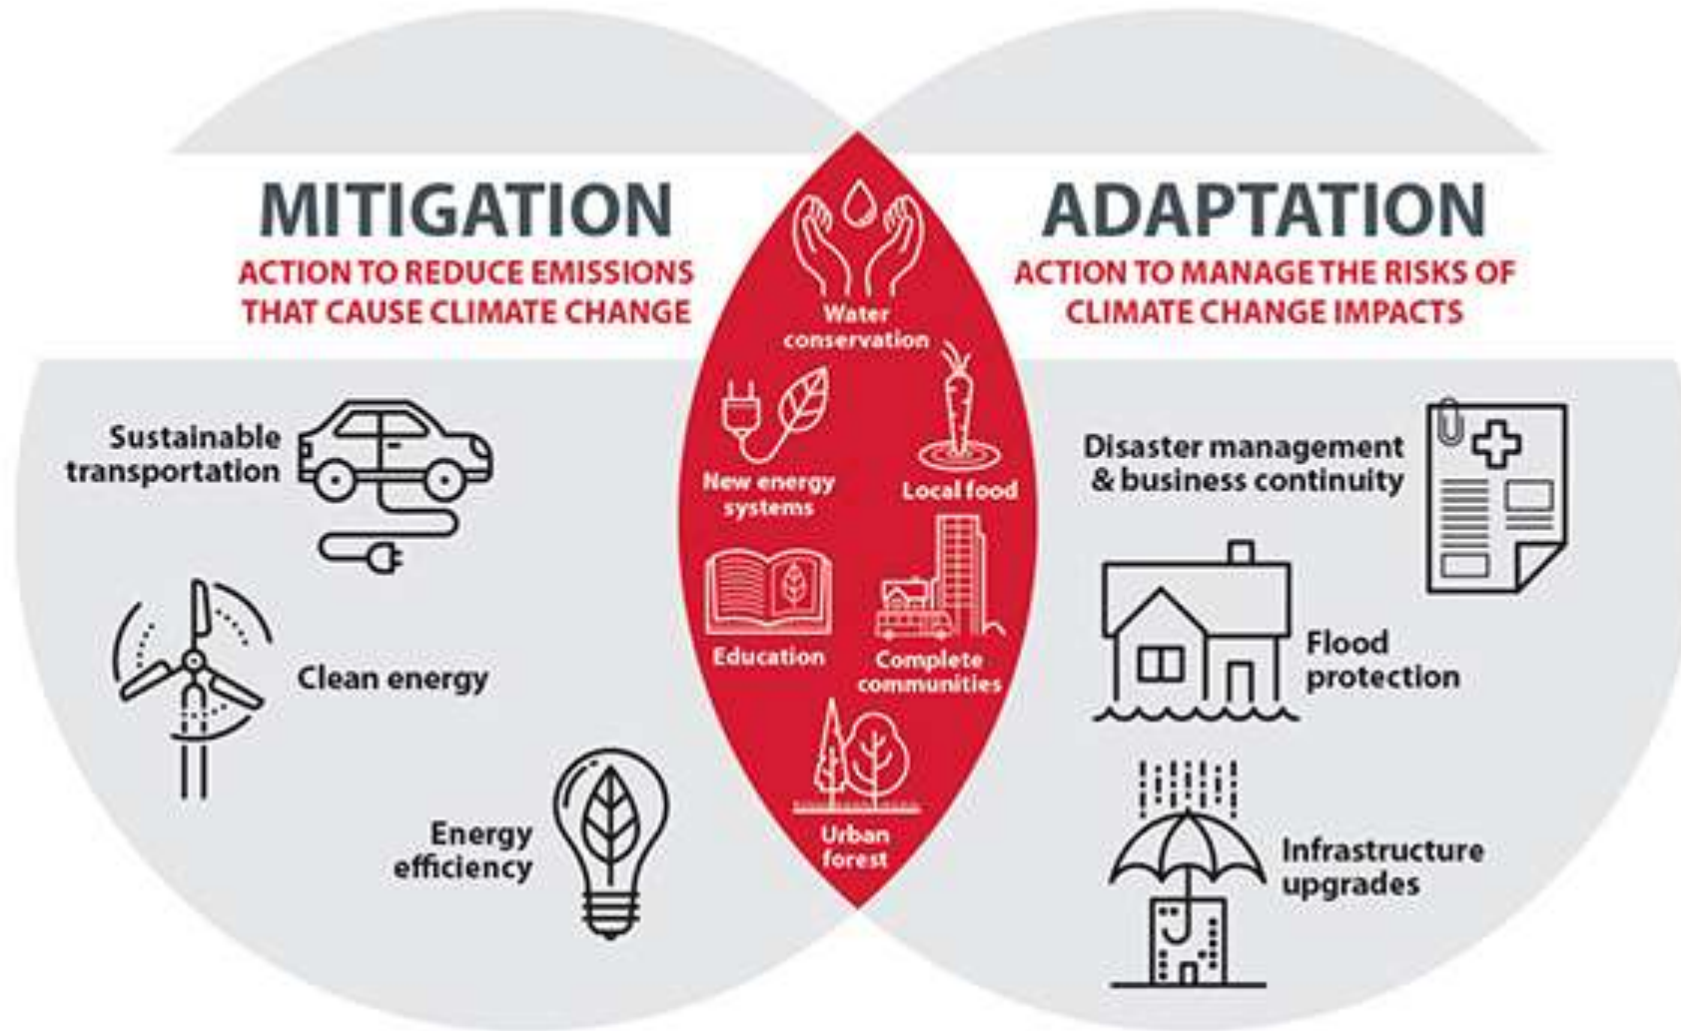 MITIGATION
ACTION TO REDUCE EMISSIONS
THAT CAUSE CLIMATE CHANGE
Sustainable
transportation
Clean energy
Energy
efficiency
Water
conservation
New energy
systems
Local food
Education
Complete
communities
Urban
forest
ADAPTATION
ACTION TO MANAGE THE RISKS OF
CLIMATE CHANGE IMPACTS
Disaster management
& business continuity
Flood
protection
Infrastructure
upgrades